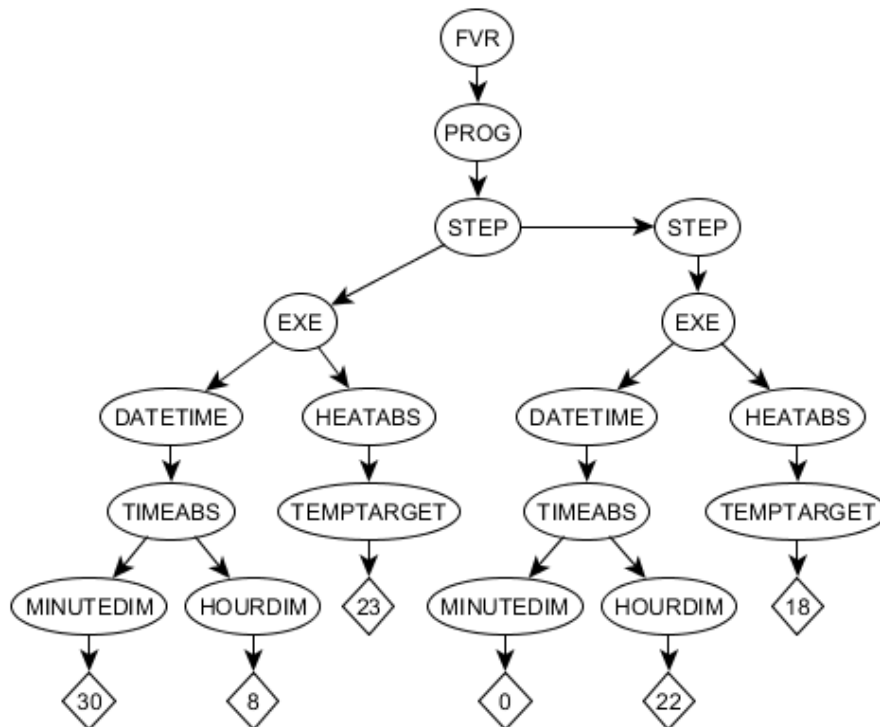 FVR
PROG
STEP STEP
EXE EXE
DATETIME HEATABS DATETIME HEATABS
TIMEABS TEMPTARGET TIMEABS TEMPTARGET
MINUTEDIM HOURDIM 23 MINUTEDIM HOURDIM 18
30 8 0 22